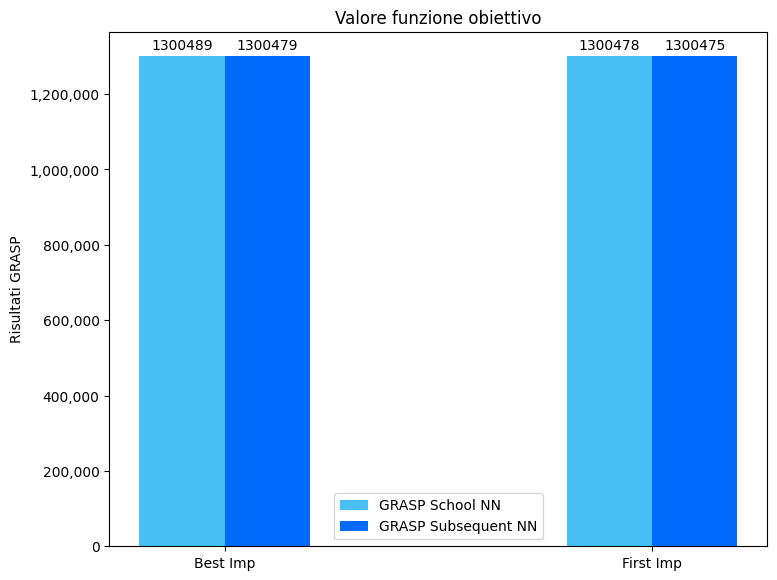 Valore funzione obiettivo
1300489
1300479
1300478
1300475
1,200,000
1,000,000
800,000
600,000
400,000
200,000
0
Risultati GRASP
GRASP School NN
GRASP Subsequent NN
Best Imp
First Imp